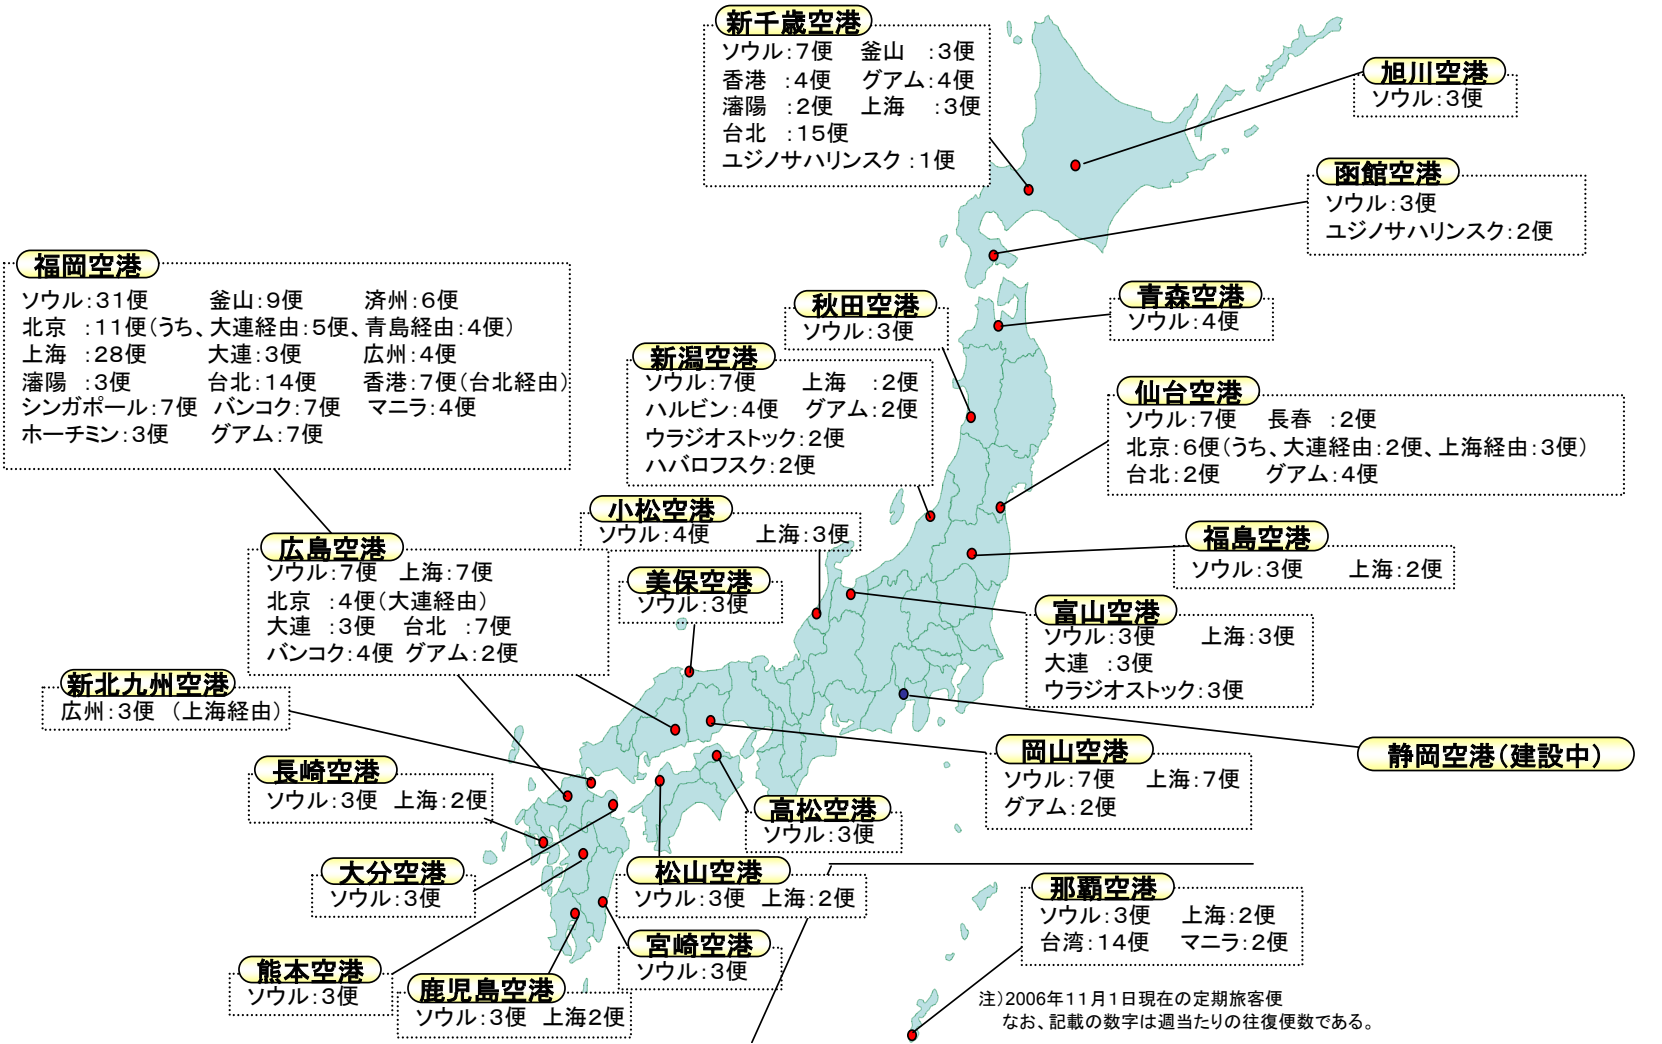 新千歳空港
ソウル:7便 釜山 :3便
香港 :4便 グアム:4便
瀋陽 :2便 上海 :3便
台北 :15便
ユジノサハリンスク :1便
旭川空港
ソウル:3便
函館空港
ソウル:3便
ユジノサハリンスク:2便
福岡空港
ソウル:31便 釜山:9便 済州:6便
北京 :11便(うち、大連経由:5便、青島経由:4便)
上海 :28便 大連:3便 広州:4便
瀋陽 :3便 台北:14便 香港:7便(台北経由)
シンガポール:7便 バンコク:7便 マニラ:4便
ホーチミン:3便 グアム:7便
秋田空港
ソウル:3便
青森空港
ソウル:4便
新潟空港
ソウル:7便 上海 :2便
ハルビン:4便 グアム:2便
ウラジオストック:2便
ハバロフスク:2便
仙台空港
ソウル:7便 長春 :2便
北京:6便(うち、大連経由:2便、上海経由:3便)
台北:2便 グアム:4便
小松空港
ソウル:4便 上海:3便
福島空港
ソウル:3便 上海:2便
広島空港
ソウル:7便 上海:7便
北京 :4便(大連経由)
大連 :3便 台北 :7便
バンコク:4便 グアム:2便
美保空港
ソウル:3便
富山空港
ソウル:3便 上海:3便
大連 :3便
ウラジオストック:3便
新北九州空港
広州:3便 (上海経由)
静岡空港(建設中)
岡山空港
ソウル:7便 上海:7便
グアム:2便
長崎空港
ソウル:3便 上海:2便
高松空港
ソウル:3便
大分空港
ソウル:3便
松山空港
ソウル:3便 上海:2便
那覇空港
ソウル:3便 上海:2便
台湾:14便 マニラ:2便
宮崎空港
ソウル:3便
熊本空港
ソウル:3便
鹿児島空港
ソウル:3便 上海2便
注)2006年11月1日現在の定期旅客便
なお、記載の数字は週当たりの往復便数である。